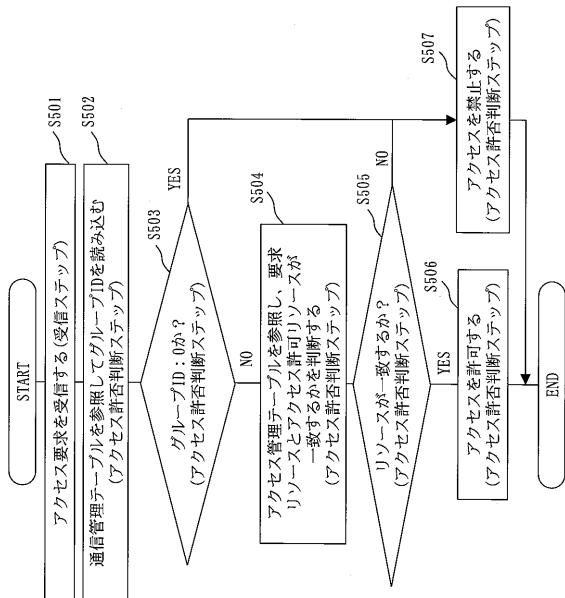 START
S501
アクセス要求を受信する(受信ステップ)
S502
通信管理テーブルを参照してグループIDを読み込む
(アクセス許否判断ステップ)
S503
グループID:0か?
(アクセス許否判断ステップ)
YES
NO
S504
アクセス管理テーブルを参照し、要求
リソースとアクセス許可リソースが
一致するかを判断する
(アクセス許否判断ステップ)
S505
リソースが一致するか?
(アクセス許否判断ステップ)
NO
YES
S506
アクセスを許可する
(アクセス許否判断ステップ)
S507
アクセスを禁止する
(アクセス許否判断ステップ)
END